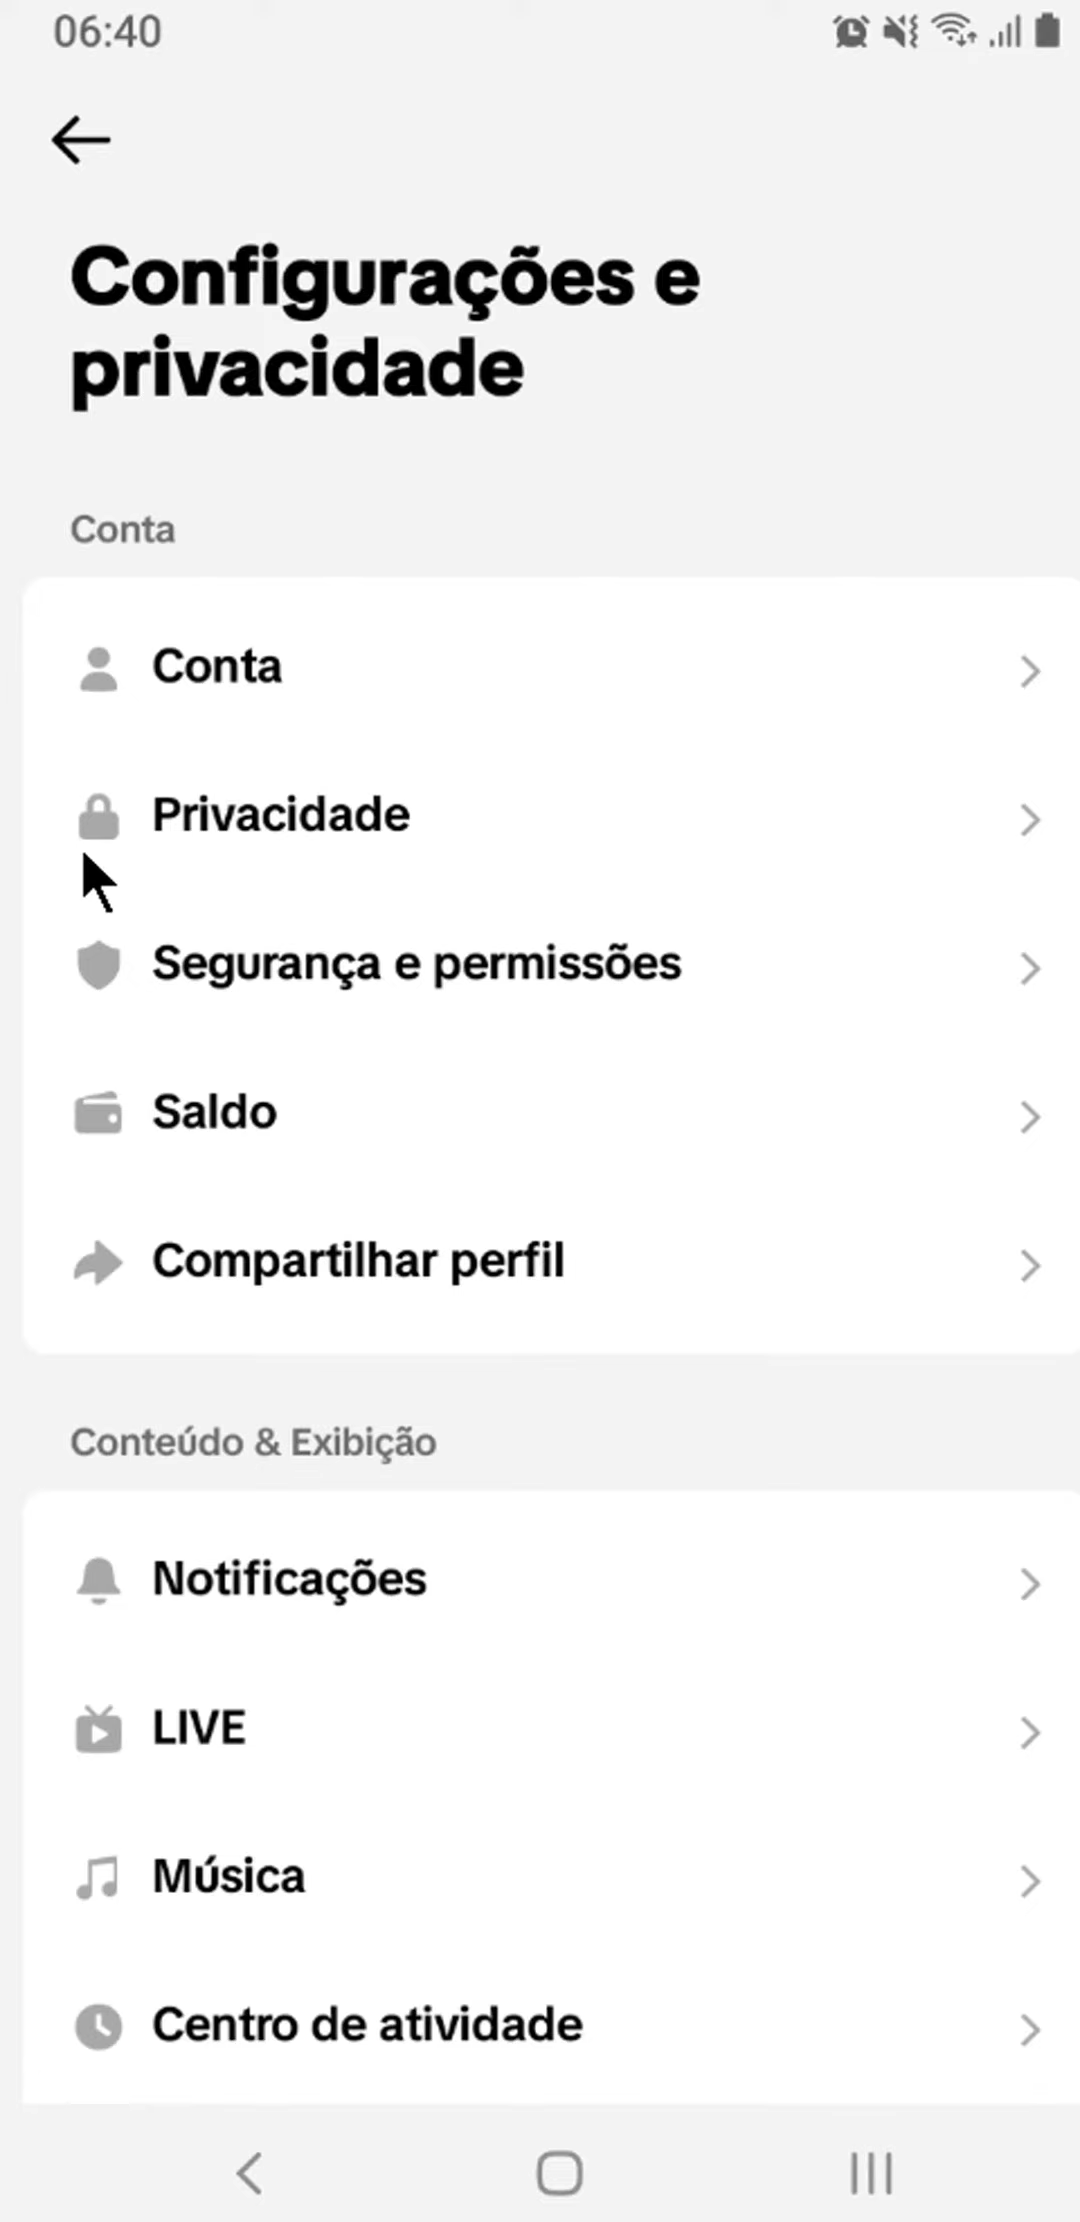 06:40
Configurações e
privacidade
Conta
Conta
Privacidade
Segurança e permissões
Saldo
Compartilhar perfil
Conteúdo & Exibição
Notificações
LIVE
Música
Centro de atividade